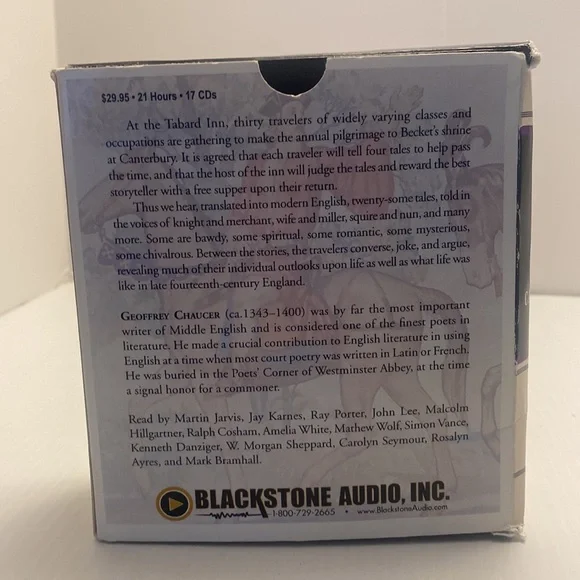 $29.95 • 21 Hours • 17 CDs
At the Tabard Inn, thirty travelers of widely varying classes and
occupations are gathering to make the annual pilgrimage to Becket's shrine
at Canterbury. It is agreed that each traveler will tell four tales to help pass
the time, and that the host of the inn will judge the tales and reward the best
storyteller with a free supper upon their return.
Thus we hear, translated into modern English, twenty-some tales, told in
the voices of knight and merchant, wife and miller, squire and nun, and many
more. Some are bawdy, some spiritual, some romantic, some mysterious,
some chivalrous. Between the stories, the travelers converse, joke, and argue,
revealing much of their individual outlooks upon life as well as what life was
like in late fourteenth-century England.
GEOFFREY CHAUCER (ca.1343–1400) was by far the most important
writer of Middle English and is considered one of the finest poets in
literature. He made a crucial contribution to English literature in using
English at a time when most court poetry was written in Latin or French.
He was buried in the Poets' Corner of Westminster Abbey, at the time
a signal honor for a commoner.
Read by Martin Jarvis, Jay Karnes, Ray Porter, John Lee, Malcolm
Hillgartner, Ralph Cosham, Amelia White, Mathew Wolf, Simon Vance,
Kenneth Danziger, W. Morgan Sheppard, Carolyn Seymour, Rosalyn
Ayres, and Mark Bramhall.
BLACKSTONE AUDIO, INC.
1-800-729-2665 • www.BlackstoneAudio.com